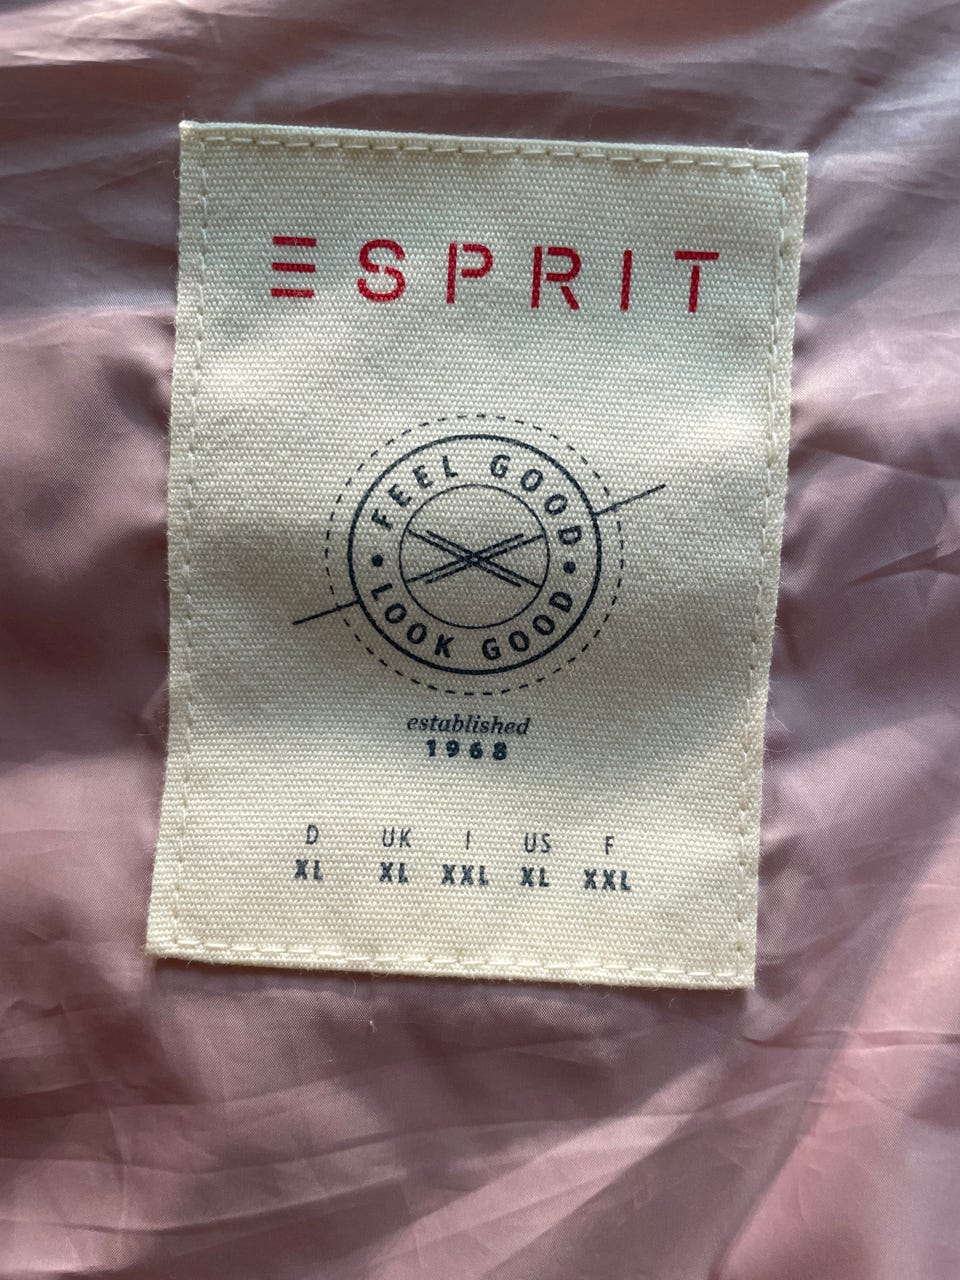 ESPRIT
FEEL GOOD
• LOOK GOOD •
established
1968
D UK I US F
XL XL XXL XL XXL